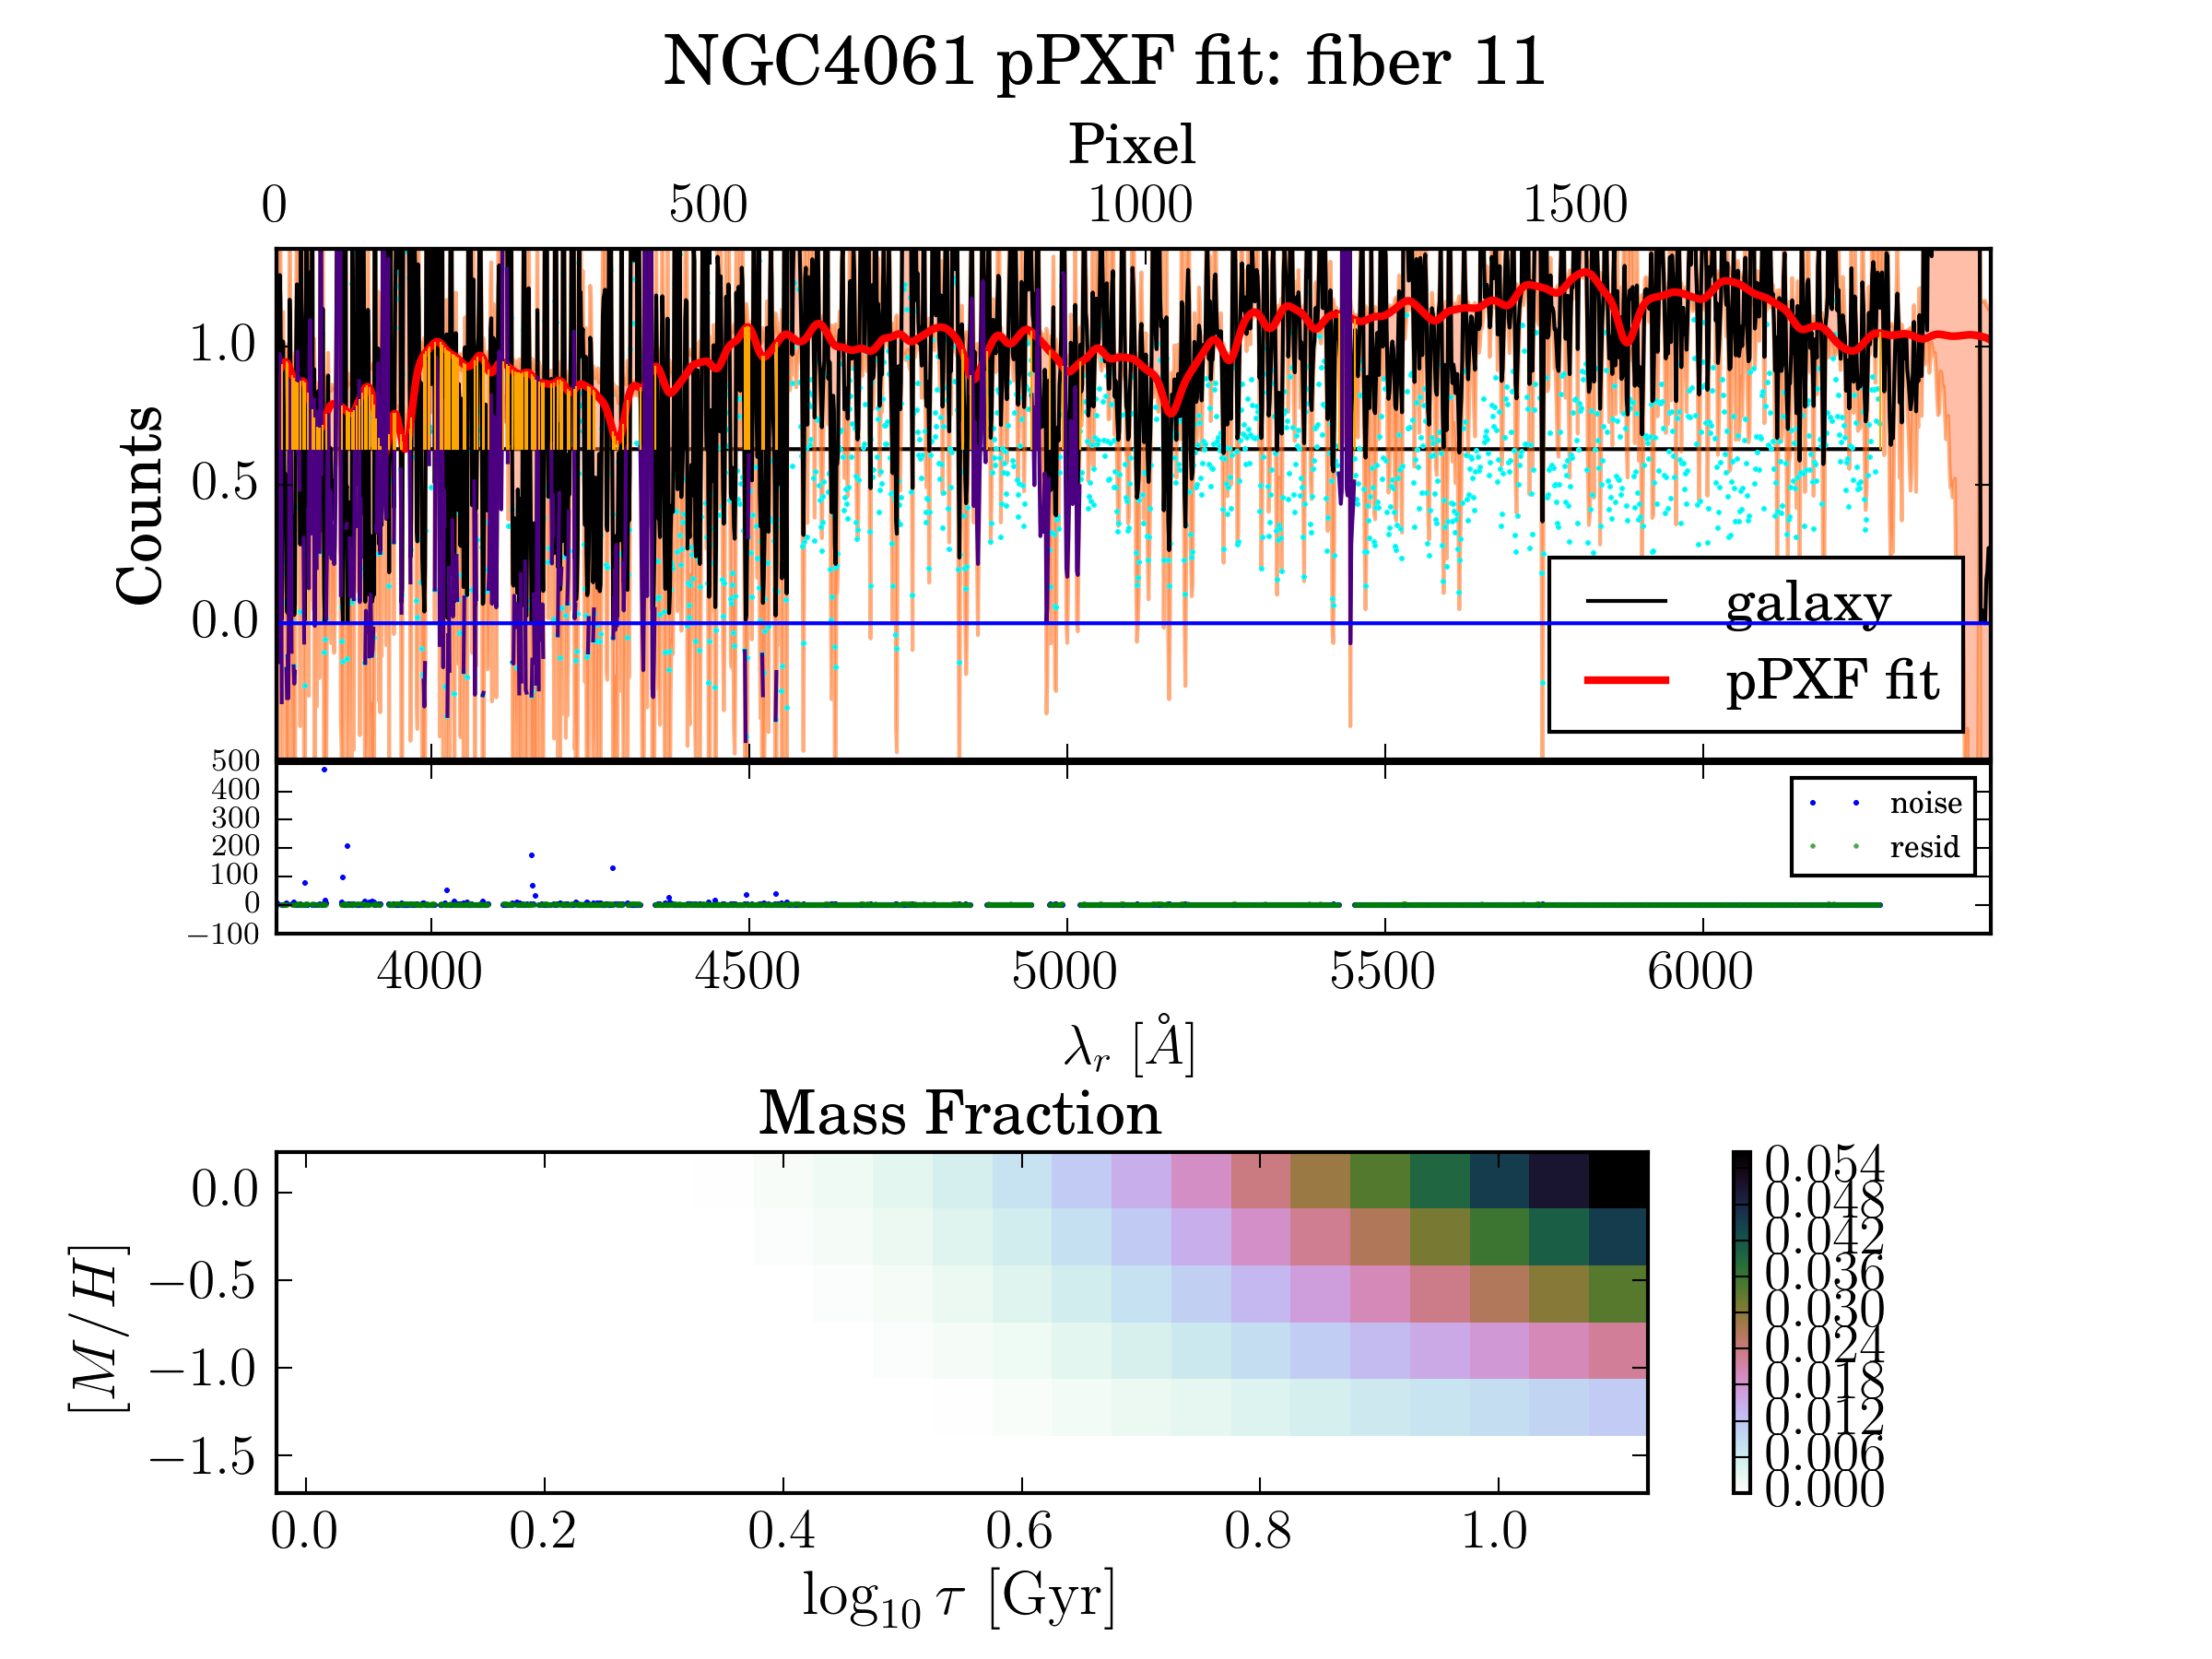 NGC4061 pPXF fit: fiber 11
Pixel
0 500 1000 1500
Counts
1.0
0.5
0.0
galaxy
pPXF fit
500
400
300
200
100
0
−100
noise
resid
4000 4500 5000 5500 6000
λr [Å]
Mass Fraction
[M/H]
0.0
−0.5
−1.0
−1.5
0.054
0.048
0.042
0.036
0.030
0.024
0.018
0.012
0.006
0.000
0.0 0.2 0.4 0.6 0.8 1.0
log10 τ [Gyr]